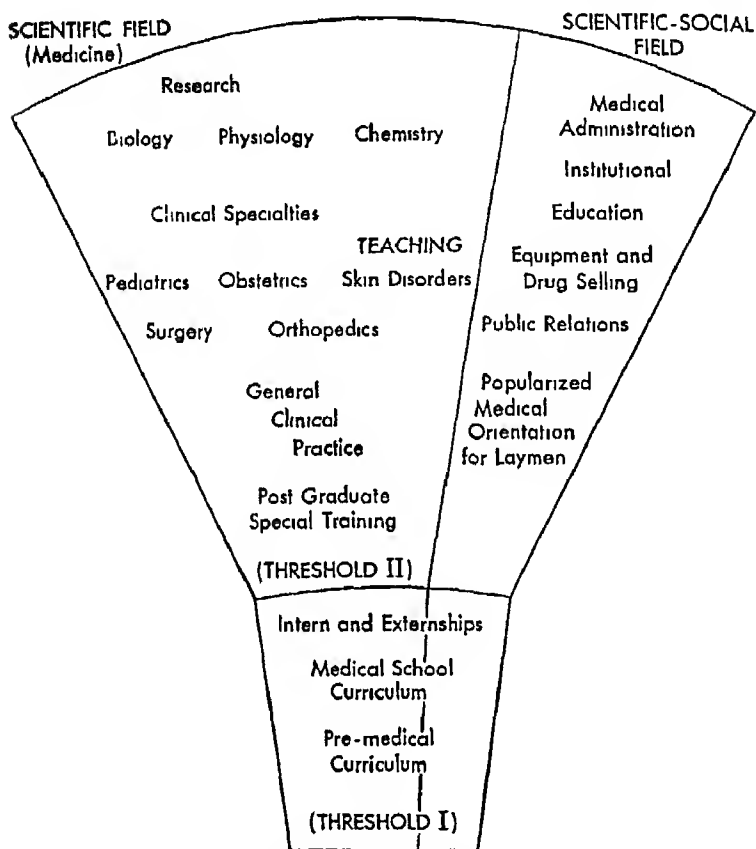 SCIENTIFIC FIELD
(Medicine)
SCIENTIFIC-SOCIAL
FIELD
Research
Biology Physiology Chemistry
Clinical Specialties
TEACHING
Pediatrics Obstetrics Skin Disorders
Surgery Orthopedics
General
Clinical
Practice
Post Graduate
Special Training
(THRESHOLD II)
Medical
Administration
Institutional
Education
Equipment and
Drug Selling
Public Relations
Popularized
Medical
Orientation
for Laymen
Intern and Externships
Medical School
Curriculum
Pre-medical
Curriculum
(THRESHOLD I)